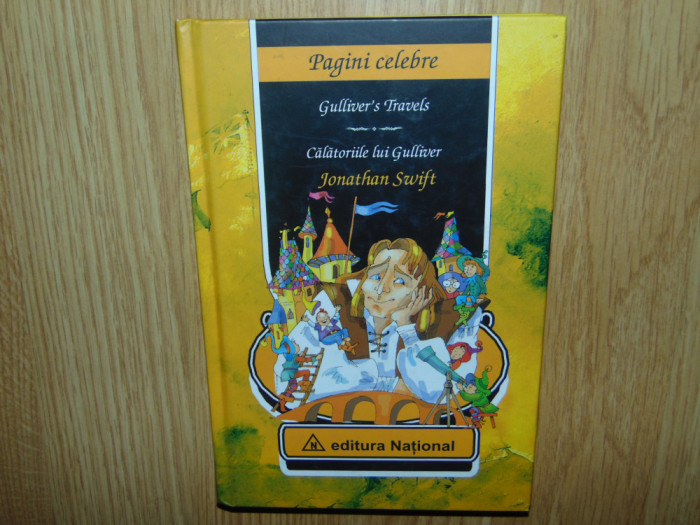 Pagini celebre
Gulliver's Travels
Călătoriile lui Gulliver
Jonathan Swift
N editura Național